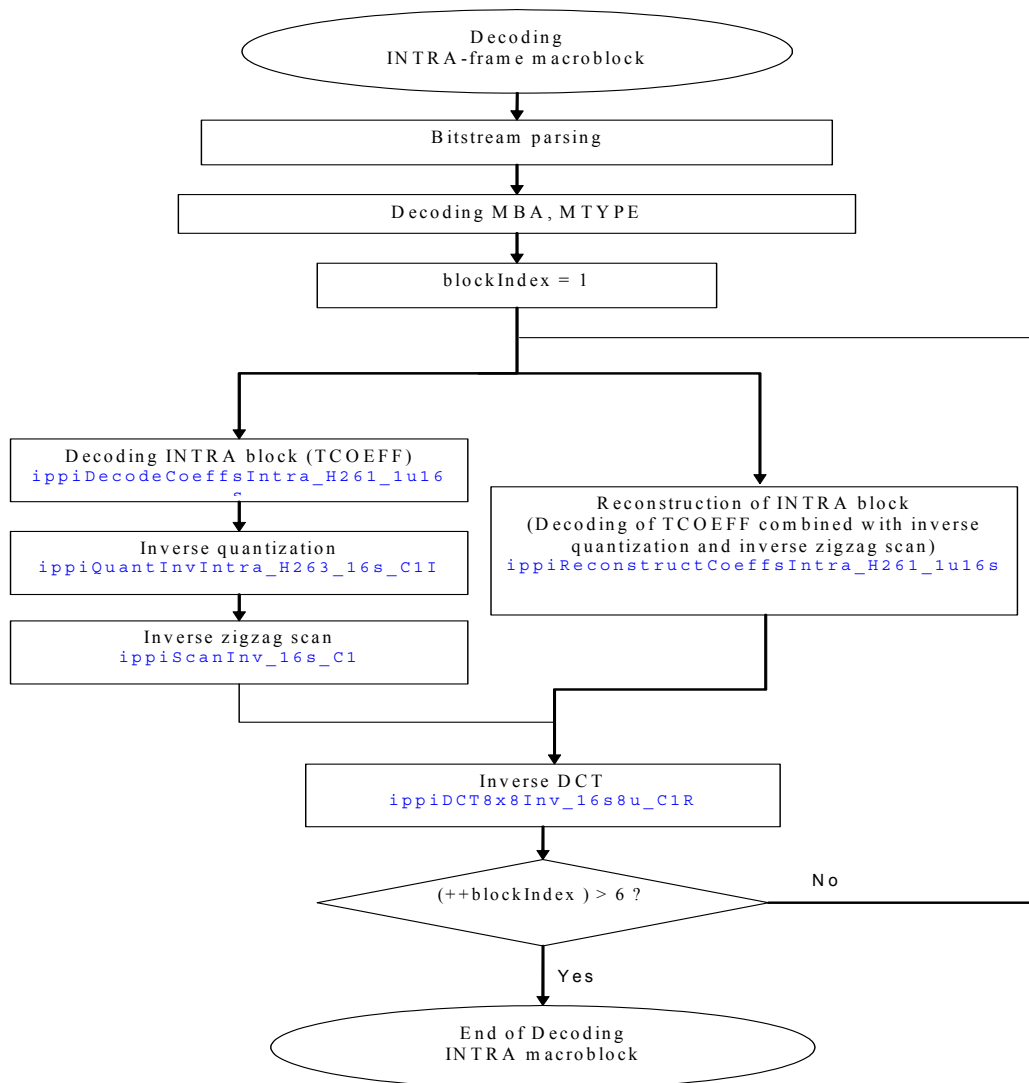 Decoding
INTRA-frame macroblock
Bitstream parsing
Decoding MBA, MTYPE
blockIndex = 1
Decoding INTRA block (TCOEFF)
ippiDecodeCoeffsIntra_H261_1u16
s
Inverse quantization
ippiQuantInvIntra_H263_16s_C1I
Inverse zigzag scan
ippiScanInv_16s_C1
Reconstruction of INTRA block
(Decoding of TCOEFF combined with inverse
quantization and inverse zigzag scan)
ippiReconstructCoeffsIntra_H261_1u16s
Inverse DCT
ippiDCT8x8Inv_16s8u_C1R
(++blockIndex ) > 6 ?
No
Yes
End of Decoding
INTRA macroblock